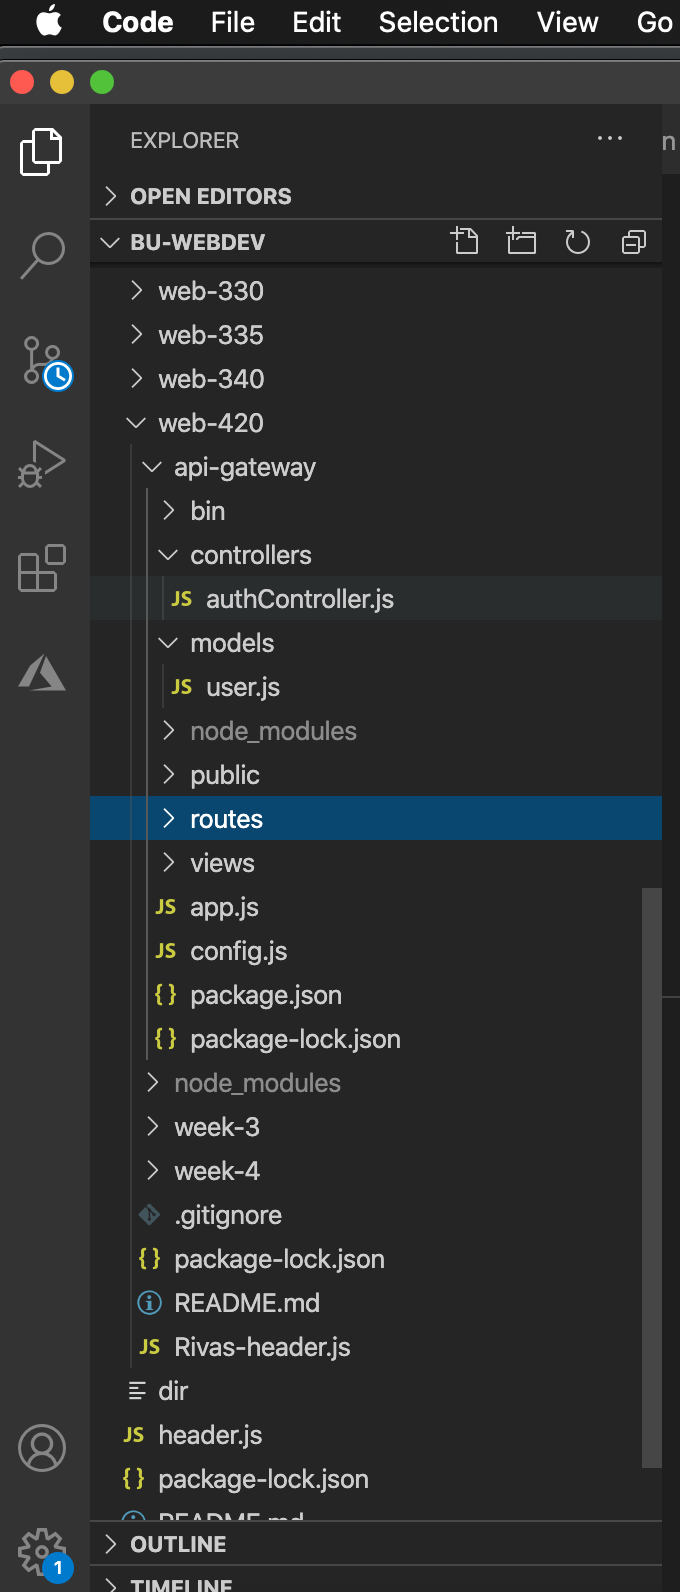 Code File Edit Selection View Go
EXPLORER
OPEN EDITORS
BU-WEBDEV
web-330
web-335
web-340
web-420
api-gateway
bin
controllers
JS authController.js
models
JS user.js
node_modules
public
routes
views
JS app.js
JS config.js
{} package.json
{} package-lock.json
node_modules
week-3
week-4
.gitignore
{} package-lock.json
README.md
JS Rivas-header.js
dir
JS header.js
{} package-lock.json
README.md
OUTLINE
1
TIMELINE